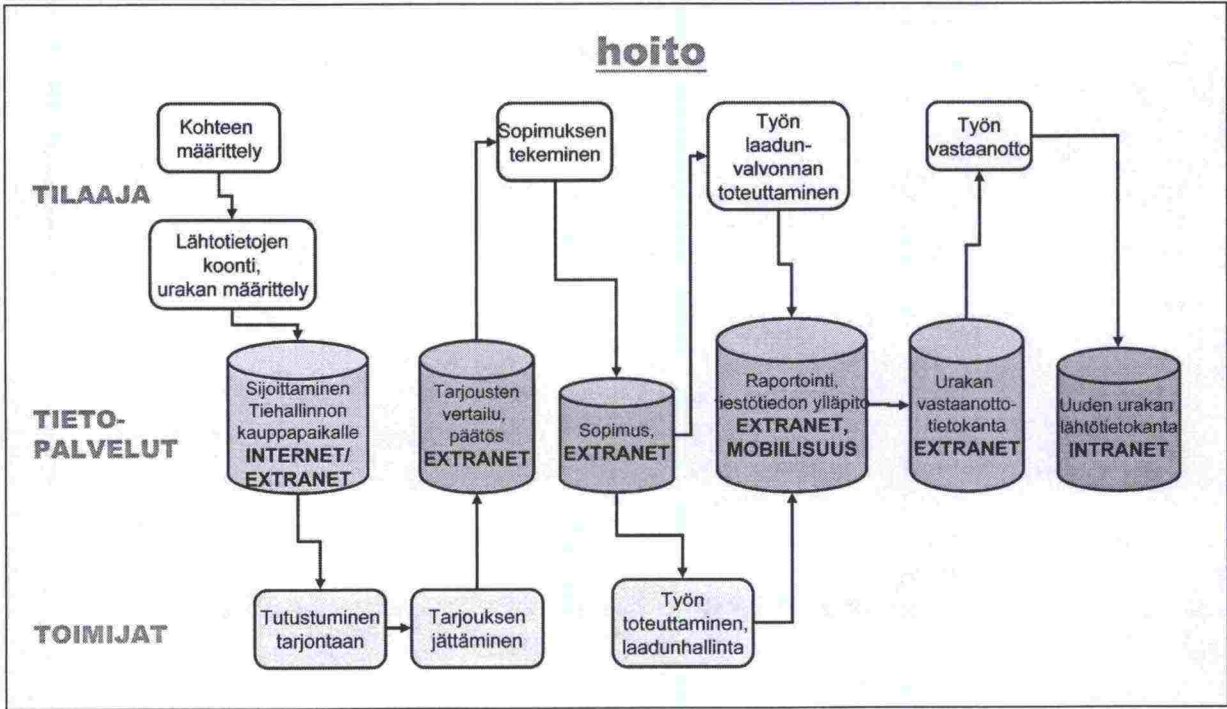 hoito
TILAAJA
Kohteen
määrittely
Lähtötietojen
koonti,
urakan määrittely
Sopimuksen
tekeminen
Työn
laadun-
valvonnan
toteuttaminen
Työn
vastaanotto
TIETO-
PALVELUT
Sijoittaminen
Tiehallinnon
kauppapaikalle
INTERNET/
EXTRANET
Tarjousten
vertailu,
päätös
EXTRANET
Sopimus,
EXTRANET
Raportointi,
tiestötiedon ylläpito
EXTRANET,
MOBIILISUUS
Urakan
vastaanotto-
tietokanta
EXTRANET
Uuden urakan
lähtötietokanta
INTRANET
TOIMIJAT
Tutustuminen
tarjontaan
Tarjouksen
jättäminen
Työn
toteuttaminen,
laadunhallinta